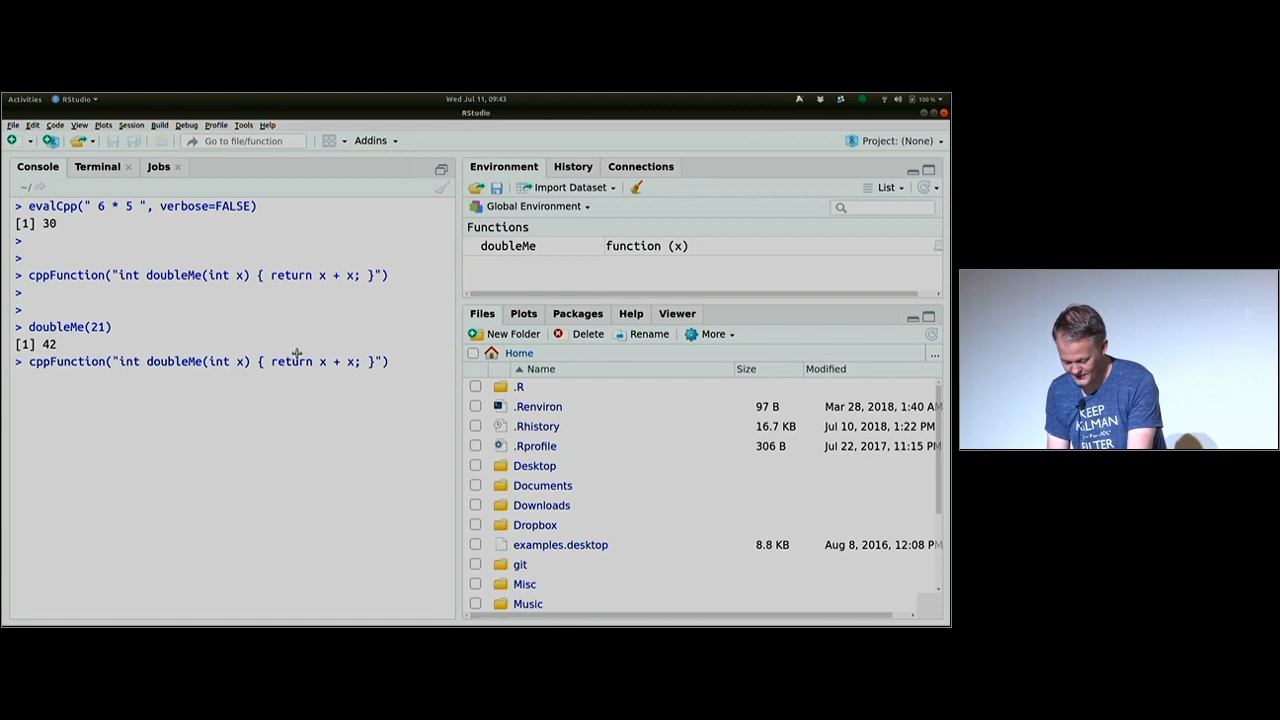 Activities RStudio Wed Jul 11, 09:43 100 %
RStudio
File Edit Code View Plots Session Build Debug Profile Tools Help
Go to file/function Addins Project: (None)
Console Terminal Jobs
~/
> evalCpp(" 6 * 5 ", verbose=FALSE)
[1] 30
>
>
> cppFunction("int doubleMe(int x) { return x + x; }")
>
>
> doubleMe(21)
[1] 42
> cppFunction("int doubleMe(int x) { return x + x; }")
Environment History Connections
Import Dataset List
Global Environment
Functions
doubleMe function (x)
Files Plots Packages Help Viewer
New Folder Delete Rename More
Home ...
Name Size Modified
.R
.Renviron 97 B Mar 28, 2018, 1:40 AM
.Rhistory 16.7 KB Jul 10, 2018, 1:22 PM
.Rprofile 306 B Jul 22, 2017, 11:15 PM
Desktop
Documents
Downloads
Dropbox
examples.desktop 8.8 KB Aug 8, 2016, 12:08 PM
git
Misc
Music
KEEP
KALMAN
FILTER